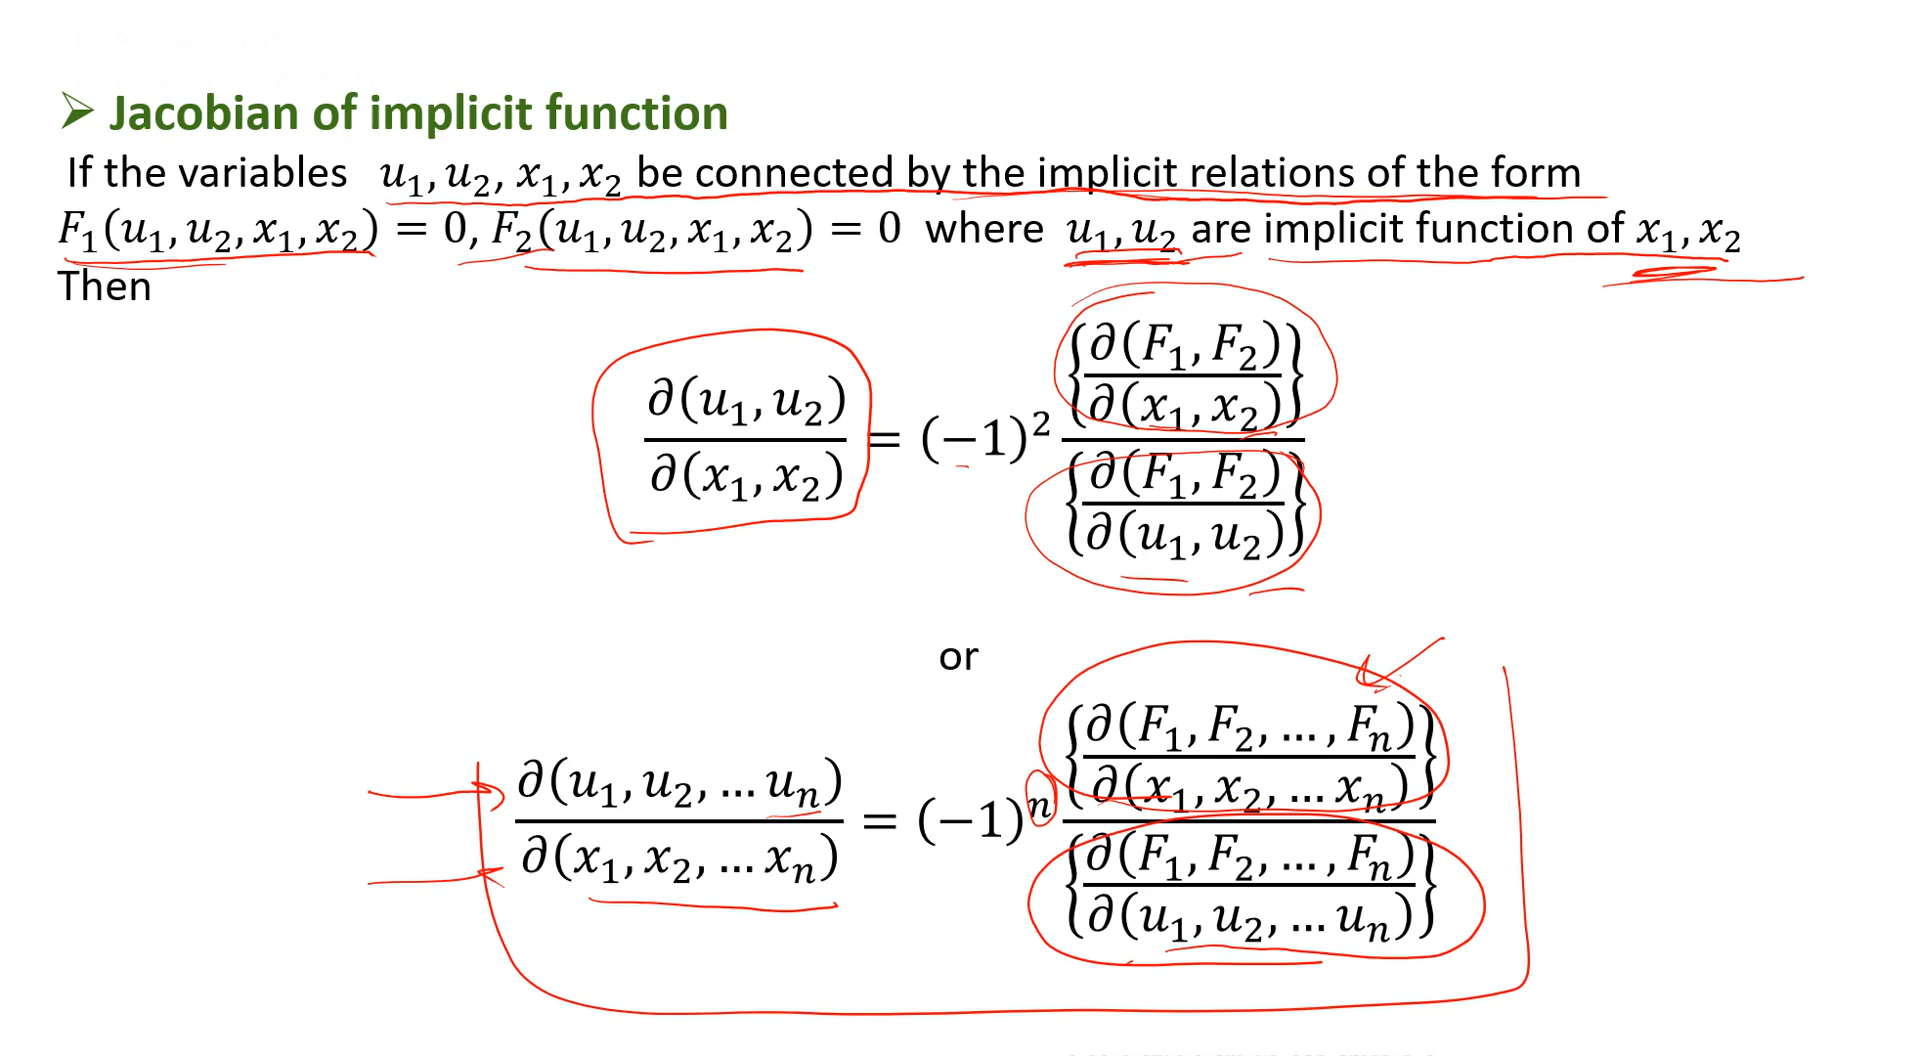 ➢ Jacobian of implicit function
If the variables u₁, u₂, x₁, x₂ be connected by the implicit relations of the form
F₁(u₁, u₂, x₁, x₂) = 0, F₂(u₁, u₂, x₁, x₂) = 0 where u₁, u₂ are implicit function of x₁, x₂
Then
∂(u₁, u₂)/∂(x₁, x₂) = (−1)² {∂(F₁, F₂)/∂(x₁, x₂)}/{∂(F₁, F₂)/∂(u₁, u₂)}
or
∂(u₁, u₂, … uₙ)/∂(x₁, x₂, … xₙ) = (−1)ⁿ {∂(F₁, F₂, … , Fₙ)/∂(x₁, x₂, … xₙ)}/{∂(F₁, F₂, … , Fₙ)/∂(u₁, u₂, … uₙ)}